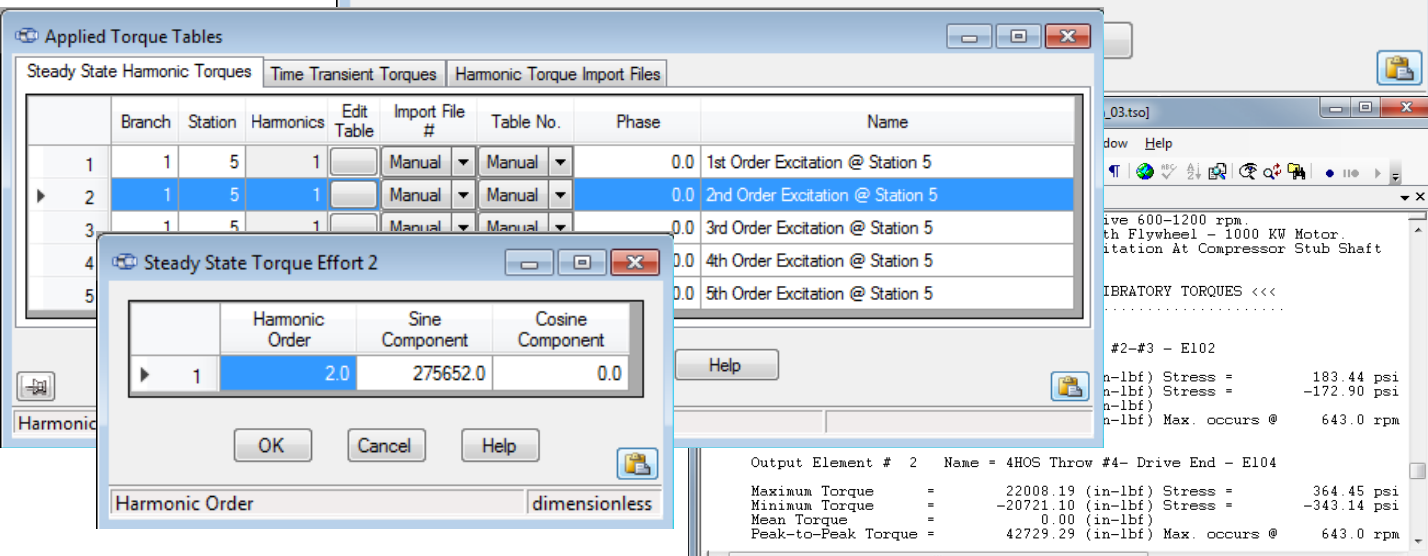 Applied Torque Tables
Steady State Harmonic Torques Time Transient Torques Harmonic Torque Import Files
Branch Station Harmonics Edit Table Import File # Table No. Phase Name
1 1 5 1 Manual Manual 0.0 1st Order Excitation @ Station 5
2 1 5 1 Manual Manual 0.0 2nd Order Excitation @ Station 5
3 1 5 1 Manual Manual 0.0 3rd Order Excitation @ Station 5
4 0.0 4th Order Excitation @ Station 5
5 0.0 5th Order Excitation @ Station 5
Help
Harmonic
Steady State Torque Effort 2
Harmonic Order Sine Component Cosine Component
1 2.0 275652.0 0.0
OK Cancel Help
Harmonic Order dimensionless
_03.tso]
dow Help
ive 600-1200 rpm.
th Flywheel - 1000 KW Motor.
itation At Compressor Stub Shaft
IBRATORY TORQUES <<<
.......................
#2-#3 - E102
n-lbf) Stress = 183.44 psi
n-lbf) Stress = -172.90 psi
n-lbf)
n-lbf) Max. occurs @ 643.0 rpm
Output Element # 2 Name = 4HOS Throw #4- Drive End - E104
Maximum Torque = 22008.19 (in-lbf) Stress = 364.45 psi
Minimum Torque = -20721.10 (in-lbf) Stress = -343.14 psi
Mean Torque = 0.00 (in-lbf)
Peak-to-Peak Torque = 42729.29 (in-lbf) Max. occurs @ 643.0 rpm